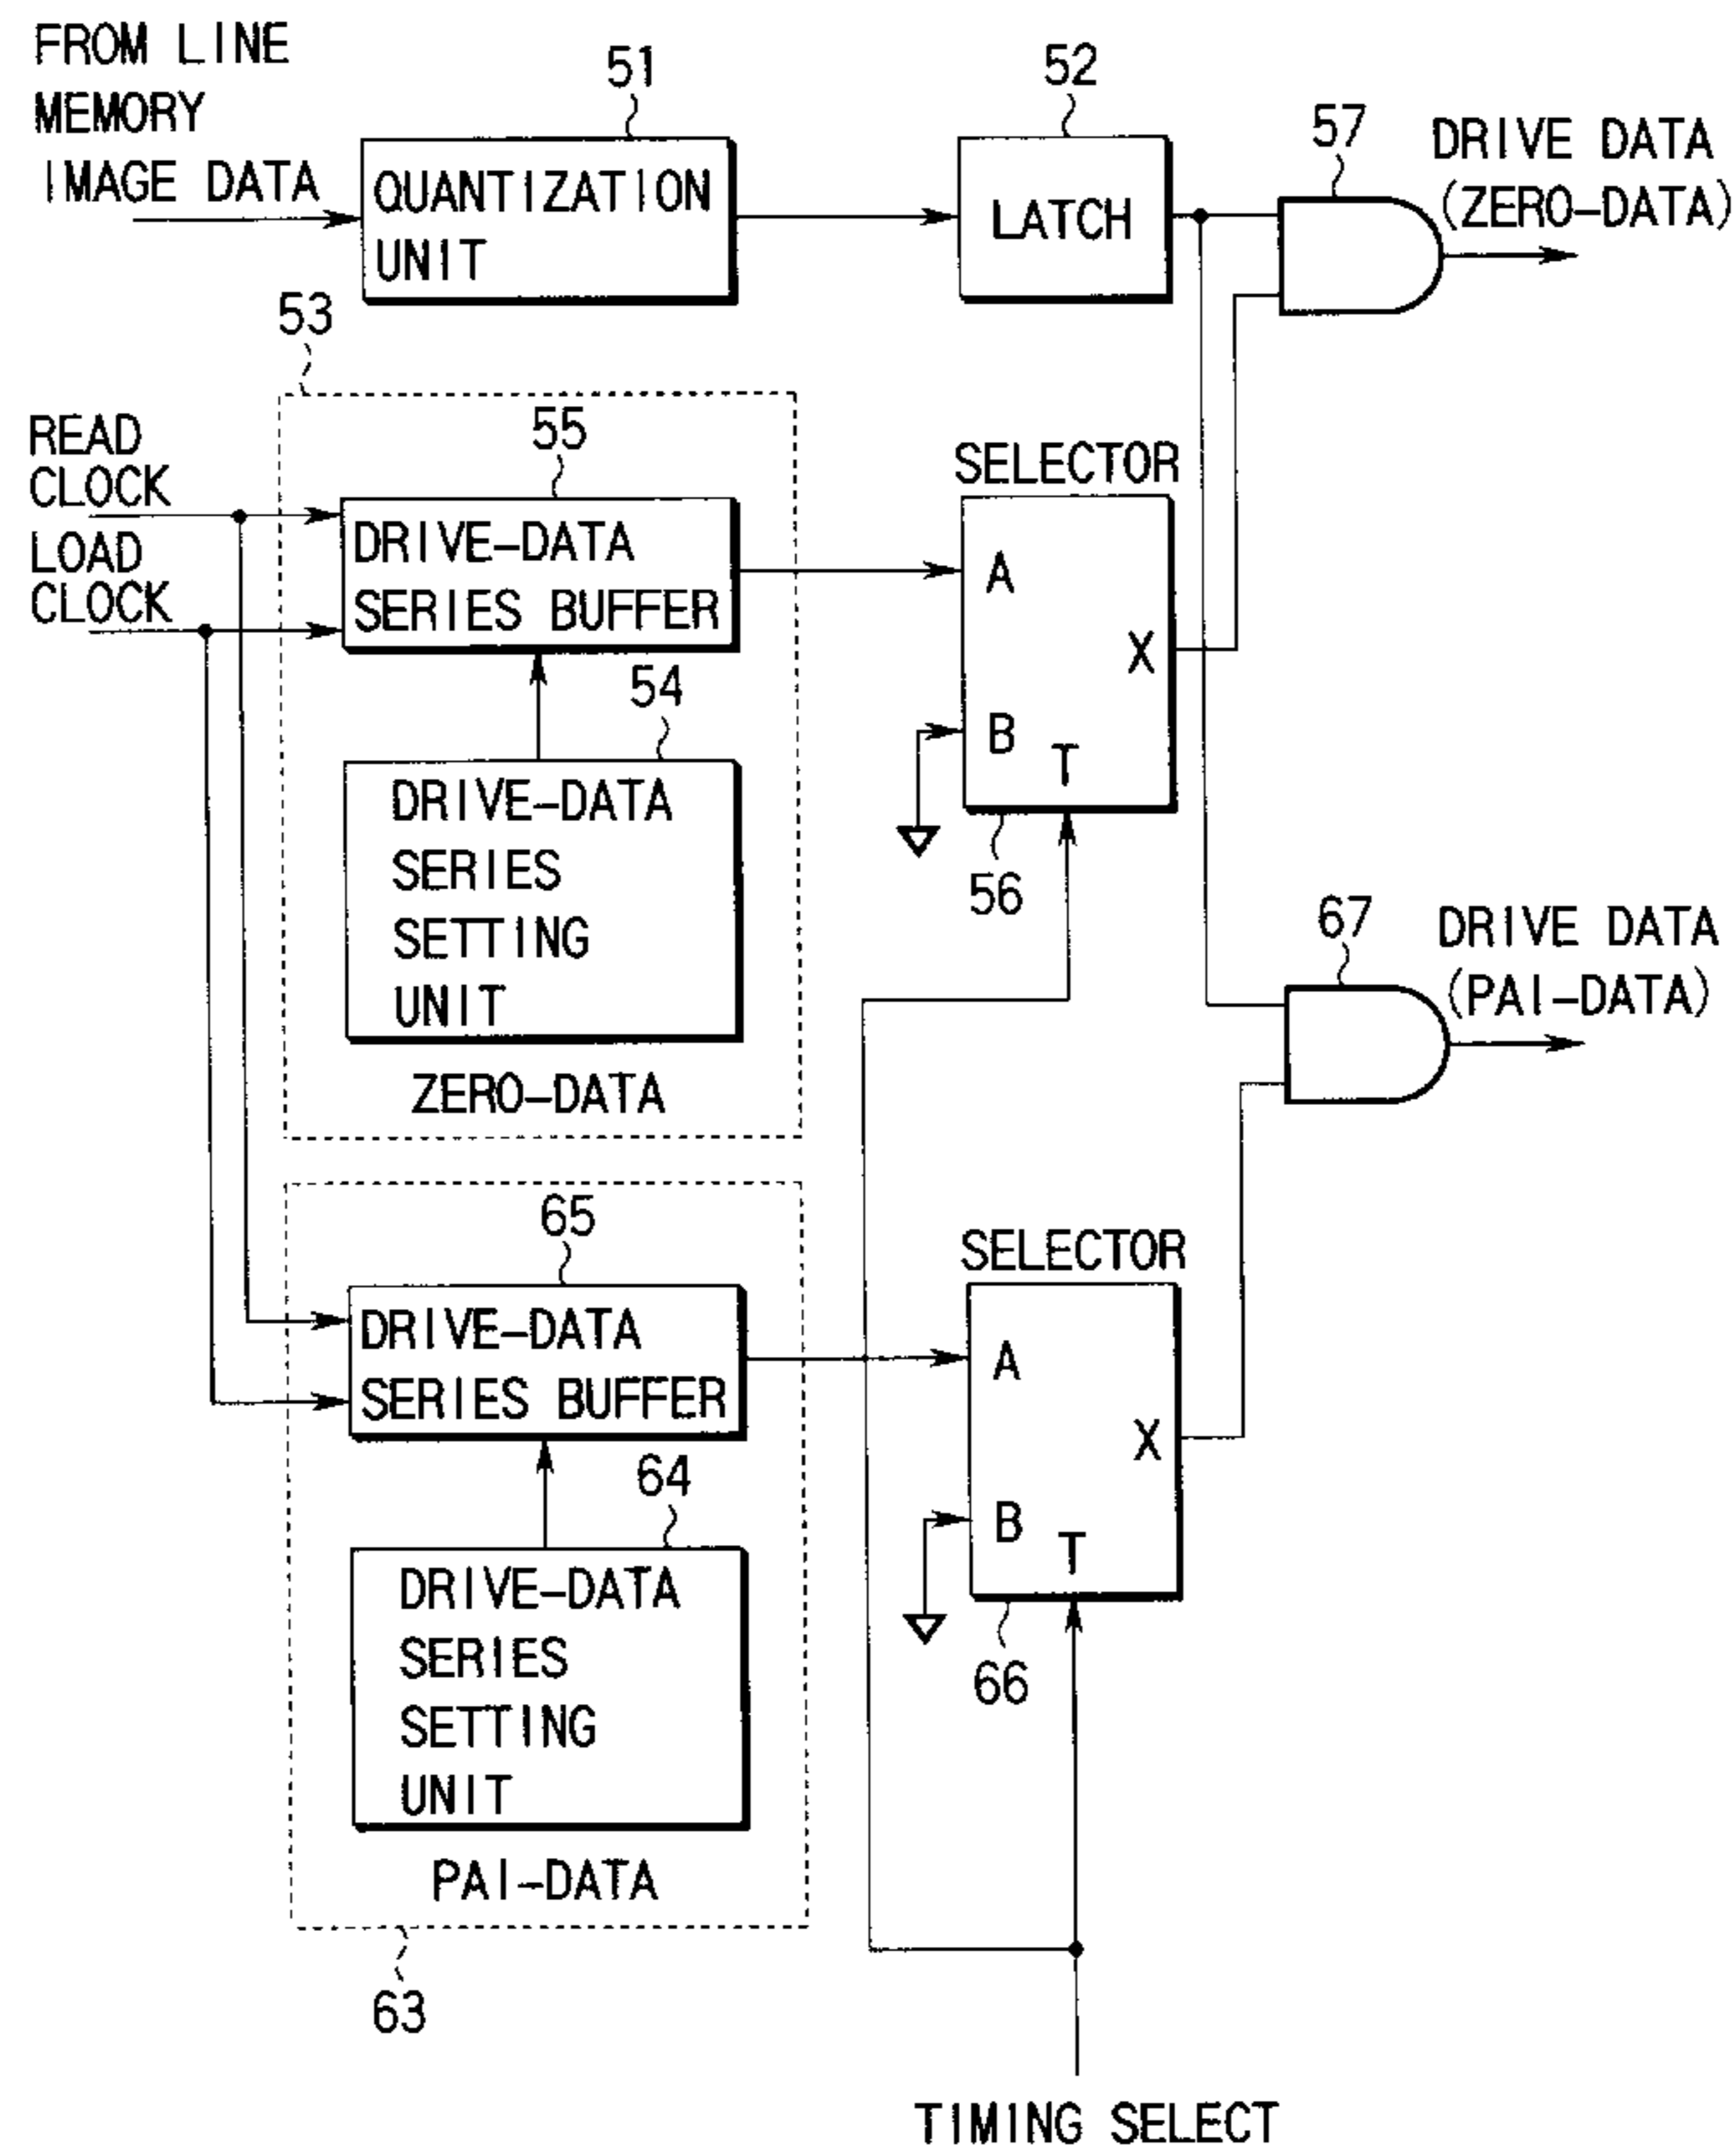 FROM LINE
MEMORY
IMAGE DATA
51
QUANTIZATION
UNIT
52
LATCH
57
DRIVE DATA
(ZERO-DATA)
53
READ
CLOCK
LOAD
CLOCK
55
DRIVE-DATA
SERIES BUFFER
54
DRIVE-DATA
SERIES
SETTING
UNIT
ZERO-DATA
SELECTOR
A
X
B
T
56
67
DRIVE DATA
(PAI-DATA)
65
DRIVE-DATA
SERIES BUFFER
64
DRIVE-DATA
SERIES
SETTING
UNIT
PAI-DATA
63
SELECTOR
A
X
B
T
66
TIMING SELECT